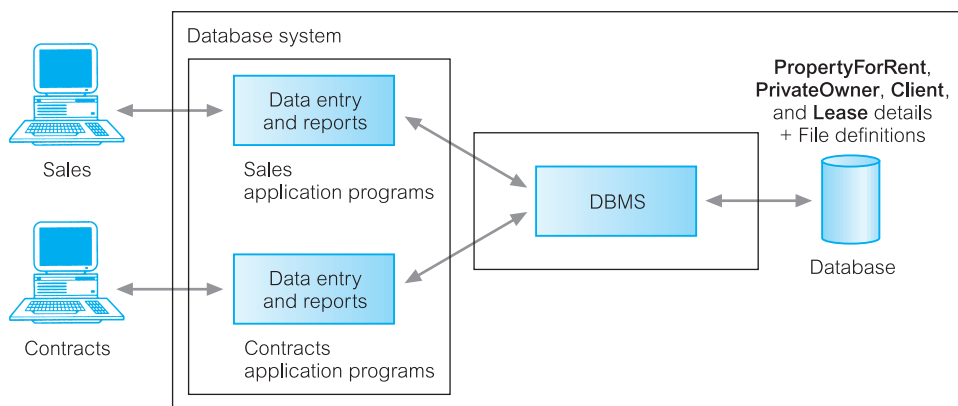 Database system
Data entry
and reports
Sales
Sales
application programs
DBMS
PropertyForRent,
PrivateOwner, Client,
and Lease details
+ File definitions
Database
Data entry
and reports
Contracts
Contracts
application programs